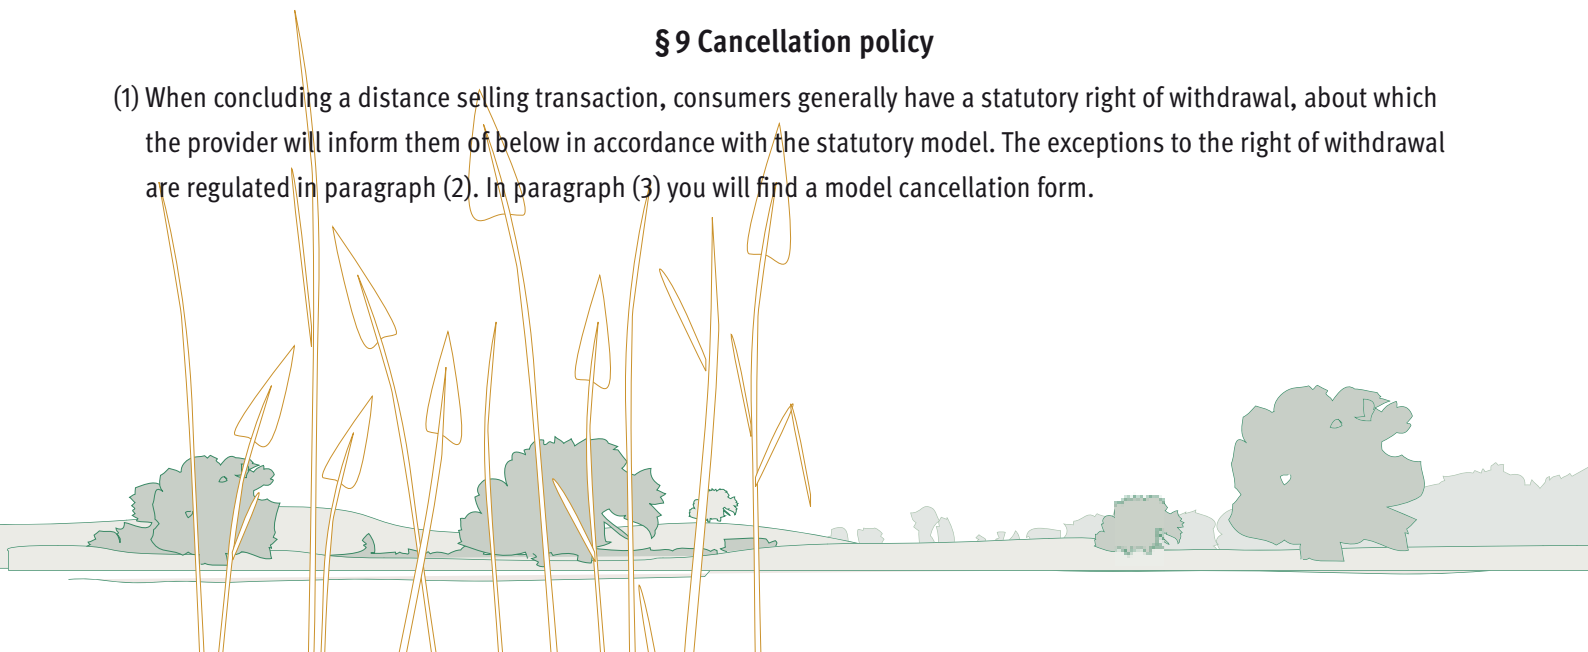 § 9 Cancellation policy
(1) When concluding a distance selling transaction, consumers generally have a statutory right of withdrawal, about which
the provider will inform them of below in accordance with the statutory model. The exceptions to the right of withdrawal
are regulated in paragraph (2). In paragraph (3) you will find a model cancellation form.